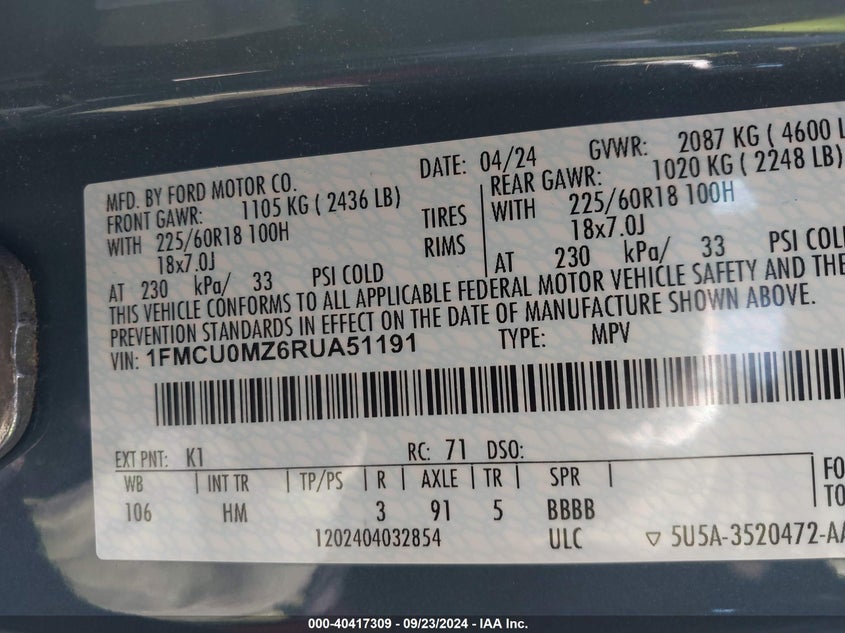 MFD. BY FORD MOTOR CO. DATE: 04/24 GVWR: 2087 KG ( 4600 L
FRONT GAWR: 1105 KG ( 2436 LB) REAR GAWR: 1020 KG ( 2248 LB)
WITH 225/60R18 100H TIRES WITH 225/60R18 100H
18x7.0J RIMS 18x7.0J
AT 230 kPa/ 33 PSI COLD AT 230 kPa/ 33 PSI COLD
THIS VEHICLE CONFORMS TO ALL APPLICABLE FEDERAL MOTOR VEHICLE SAFETY AND THE
PREVENTION STANDARDS IN EFFECT ON THE DATE OF MANUFACTURE SHOWN ABOVE.
VIN: 1FMCU0MZ6RUA51191 TYPE: MPV
EXT PNT: K1 RC: 71 DSO:
WB | INT TR | TP/PS | R | AXLE | TR | SPR
106 HM 3 91 5 BBBB
1202404032854 ULC ▽ 5U5A-3520472-AA
FO
TO
000-40417309 - 09/23/2024 - IAA Inc.